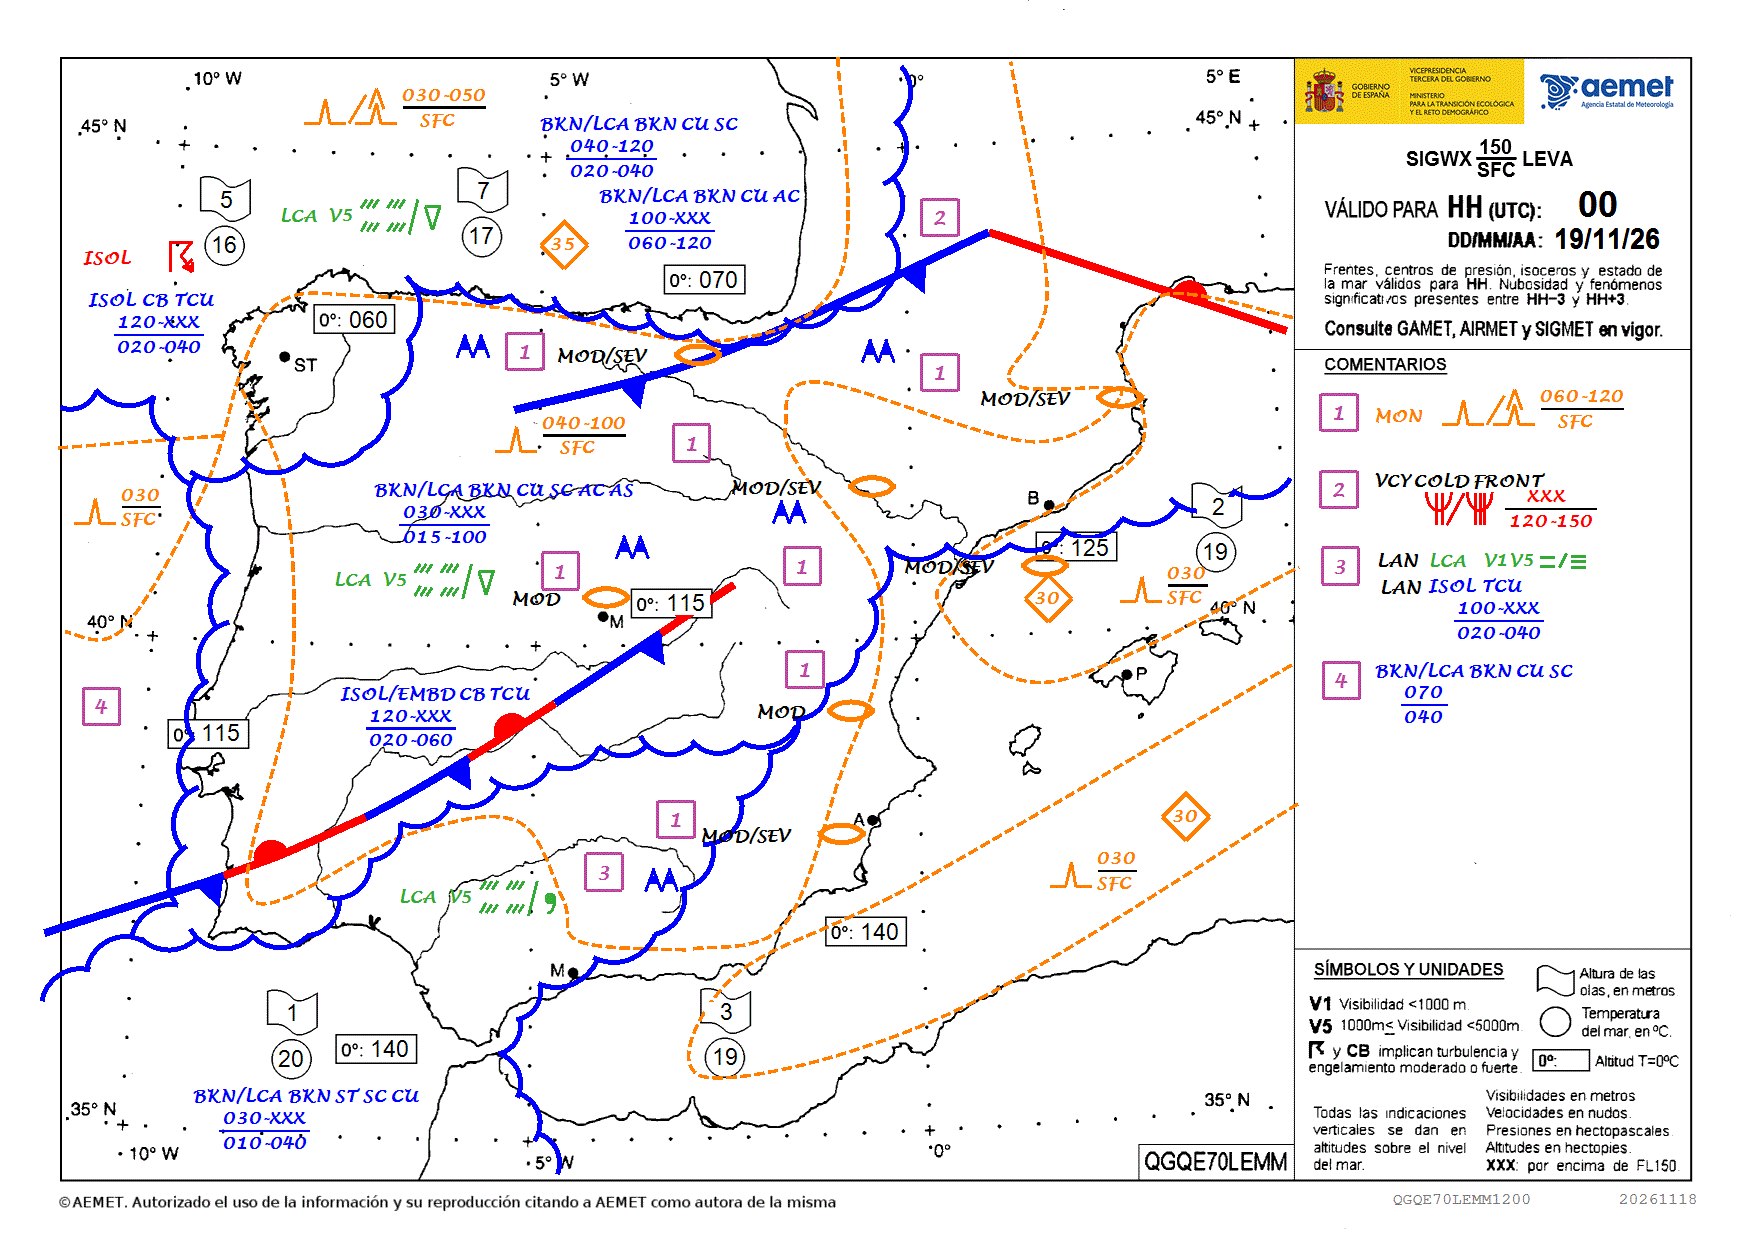 10° W
5° W
0°
5° E
45° N
45° N
030-050
SFC
BKN/LCA BKN CU SC
040-120
020-040
BKN/LCA BKN CU AC
100-XXX
060-120
5
16
LCA V5
7
17
35
2
ISOL
ISOL CB TCU
120-XXX
020-040
0°: 070
0°: 060
ST
1
MOD/SEV
1
MOD/SEV
040-100
SFC
1
030
SFC
BKN/LCA BKN CU SC AC AS
030-XXX
015-100
MOD/SEV
B
2
19
0°: 125
LCA V5
1
MOD
M
0°: 115
1
MOD/SEV
30
030
SFC
40° N
40° N
4
0°: 115
ISOL/EMBD CB TCU
120-XXX
020-060
1
MOD
P
1
MOD/SEV
A
30
030
SFC
3
LCA V5
0°: 140
M
1
20
0°: 140
3
19
BKN/LCA BKN ST SC CU
030-XXX
010-040
35° N
35° N
10° W
5° W
0°
QGQE70LEMM
GOBIERNO
DE ESPAÑA
VICEPRESIDENCIA
TERCERA DEL GOBIERNO
MINISTERIO
PARA LA TRANSICIÓN ECOLÓGICA
Y EL RETO DEMOGRÁFICO
aemet
Agencia Estatal de Meteorología
SIGWX 150/SFC LEVA
VÁLIDO PARA HH (UTC): 00
DD/MM/AA: 19/11/26
Frentes, centros de presión, isoceros y estado de
la mar válidos para HH. Nubosidad y fenómenos
significativos presentes entre HH-3 y HH+3.
Consulte GAMET, AIRMET y SIGMET en vigor.
COMENTARIOS
1 MON 060-120
SFC
2 VCY COLD FRONT
XXX
120-150
3 LAN LCA V1V5
LAN ISOL TCU
100-XXX
020-040
4 BKN/LCA BKN CU SC
070
040
SÍMBOLOS Y UNIDADES
V1 Visibilidad <1000 m.
V5 1000m≤ Visibilidad <5000m.
y CB implican turbulencia y
engelamiento moderado o fuerte.
Altura de las
olas, en metros
Temperatura
del mar, en ºC.
0º: Altitud T=0ºC
Todas las indicaciones
verticales se dan en
altitudes sobre el nivel
del mar.
Visibilidades en metros
Velocidades en nudos.
Presiones en hectopascales.
Altitudes en hectopies.
XXX: por encima de FL150.
©AEMET. Autorizado el uso de la información y su reproducción citando a AEMET como autora de la misma
QGQE70LEMM1200 20261118